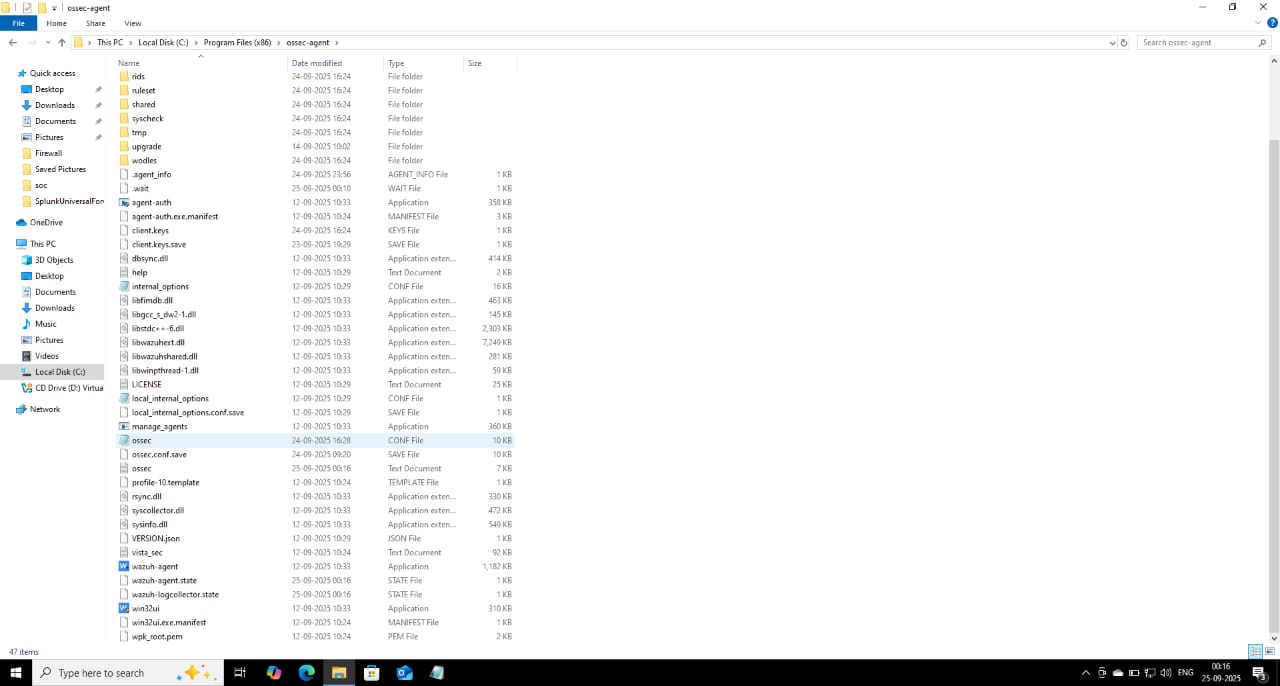 ossec-agent
File Home Share View
This PC Local Disk (C:) Program Files (x86) ossec-agent
Search ossec-agent
Name Date modified Type Size
Quick access
Desktop
Downloads
Documents
Pictures
Firewall
Saved Pictures
soc
SplunkUniversalFor
OneDrive
This PC
3D Objects
Desktop
Documents
Downloads
Music
Pictures
Videos
Local Disk (C:)
CD Drive (D:) Virtua
Network
rids 24-09-2025 16:24 File folder
ruleset 24-09-2025 16:24 File folder
shared 24-09-2025 16:24 File folder
syscheck 24-09-2025 16:24 File folder
tmp 24-09-2025 16:24 File folder
upgrade 14-09-2025 10:02 File folder
wodles 24-09-2025 16:24 File folder
.agent_info 24-09-2025 23:56 AGENT_INFO File 1 KB
.wait 25-09-2025 00:10 WAIT File 1 KB
agent-auth 12-09-2025 10:33 Application 358 KB
agent-auth.exe.manifest 12-09-2025 10:24 MANIFEST File 3 KB
client.keys 24-09-2025 16:24 KEYS File 1 KB
client.keys.save 23-09-2025 19:29 SAVE File 1 KB
dbsync.dll 12-09-2025 10:33 Application exten... 414 KB
help 12-09-2025 10:29 Text Document 2 KB
internal_options 12-09-2025 10:29 CONF File 16 KB
libfimdb.dll 12-09-2025 10:33 Application exten... 463 KB
libgcc_s_dw2-1.dll 12-09-2025 10:33 Application exten... 145 KB
libstdc++-6.dll 12-09-2025 10:33 Application exten... 2,303 KB
libwazuhext.dll 12-09-2025 10:33 Application exten... 7,249 KB
libwazuhshared.dll 12-09-2025 10:33 Application exten... 281 KB
libwinpthread-1.dll 12-09-2025 10:33 Application exten... 59 KB
LICENSE 12-09-2025 10:29 Text Document 25 KB
local_internal_options 12-09-2025 10:29 CONF File 1 KB
local_internal_options.conf.save 12-09-2025 10:29 SAVE File 1 KB
manage_agents 12-09-2025 10:33 Application 360 KB
ossec 24-09-2025 16:28 CONF File 10 KB
ossec.conf.save 24-09-2025 09:20 SAVE File 10 KB
ossec 25-09-2025 00:16 Text Document 7 KB
profile-10.template 12-09-2025 10:24 TEMPLATE File 1 KB
rsync.dll 12-09-2025 10:33 Application exten... 330 KB
syscollector.dll 12-09-2025 10:33 Application exten... 472 KB
sysinfo.dll 12-09-2025 10:33 Application exten... 549 KB
VERSION.json 12-09-2025 10:29 JSON File 1 KB
vista_sec 12-09-2025 10:24 Text Document 92 KB
wazuh-agent 12-09-2025 10:33 Application 1,182 KB
wazuh-agent.state 25-09-2025 00:16 STATE File 1 KB
wazuh-logcollector.state 25-09-2025 00:16 STATE File 1 KB
win32ui 12-09-2025 10:33 Application 310 KB
win32ui.exe.manifest 12-09-2025 10:24 MANIFEST File 1 KB
wpk_root.pem 12-09-2025 10:24 PEM File 2 KB
47 items
Type here to search
ENG
00:16
25-09-2025
3